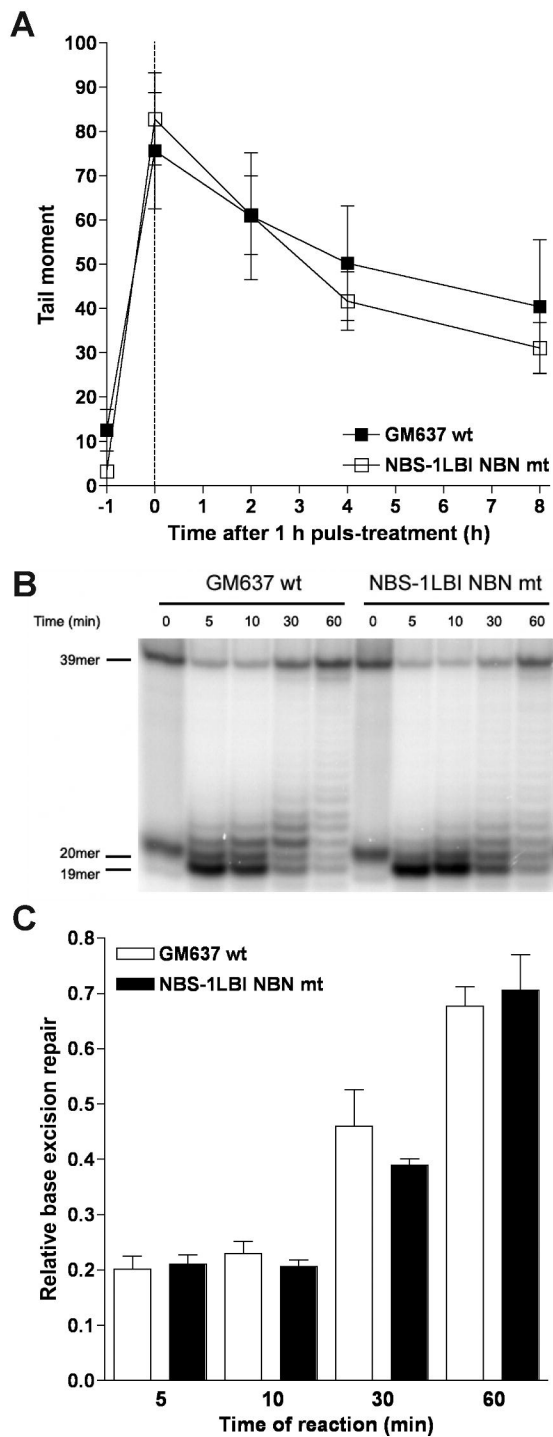 A
100
90
80
70
60
50
40
30
20
10
0
Tail moment
GM637 wt
NBS-1LBI NBN mt
-1 0 1 2 3 4 5 6 7 8
Time after 1 h puls-treatment (h)
B
GM637 wt NBS-1LBI NBN mt
Time (min) 0 5 10 30 60 0 5 10 30 60
39mer
20mer
19mer
C
0.8
0.7
0.6
0.5
0.4
0.3
0.2
0.1
0.0
Relative base excision repair
GM637 wt
NBS-1LBI NBN mt
5 10 30 60
Time of reaction (min)